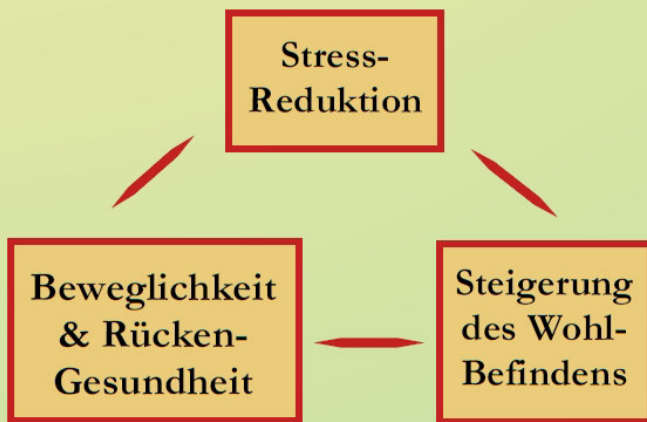 Stress-
Reduktion
Beweglichkeit
& Rücken-
Gesundheit
Steigerung
des Wohl-
Befindens